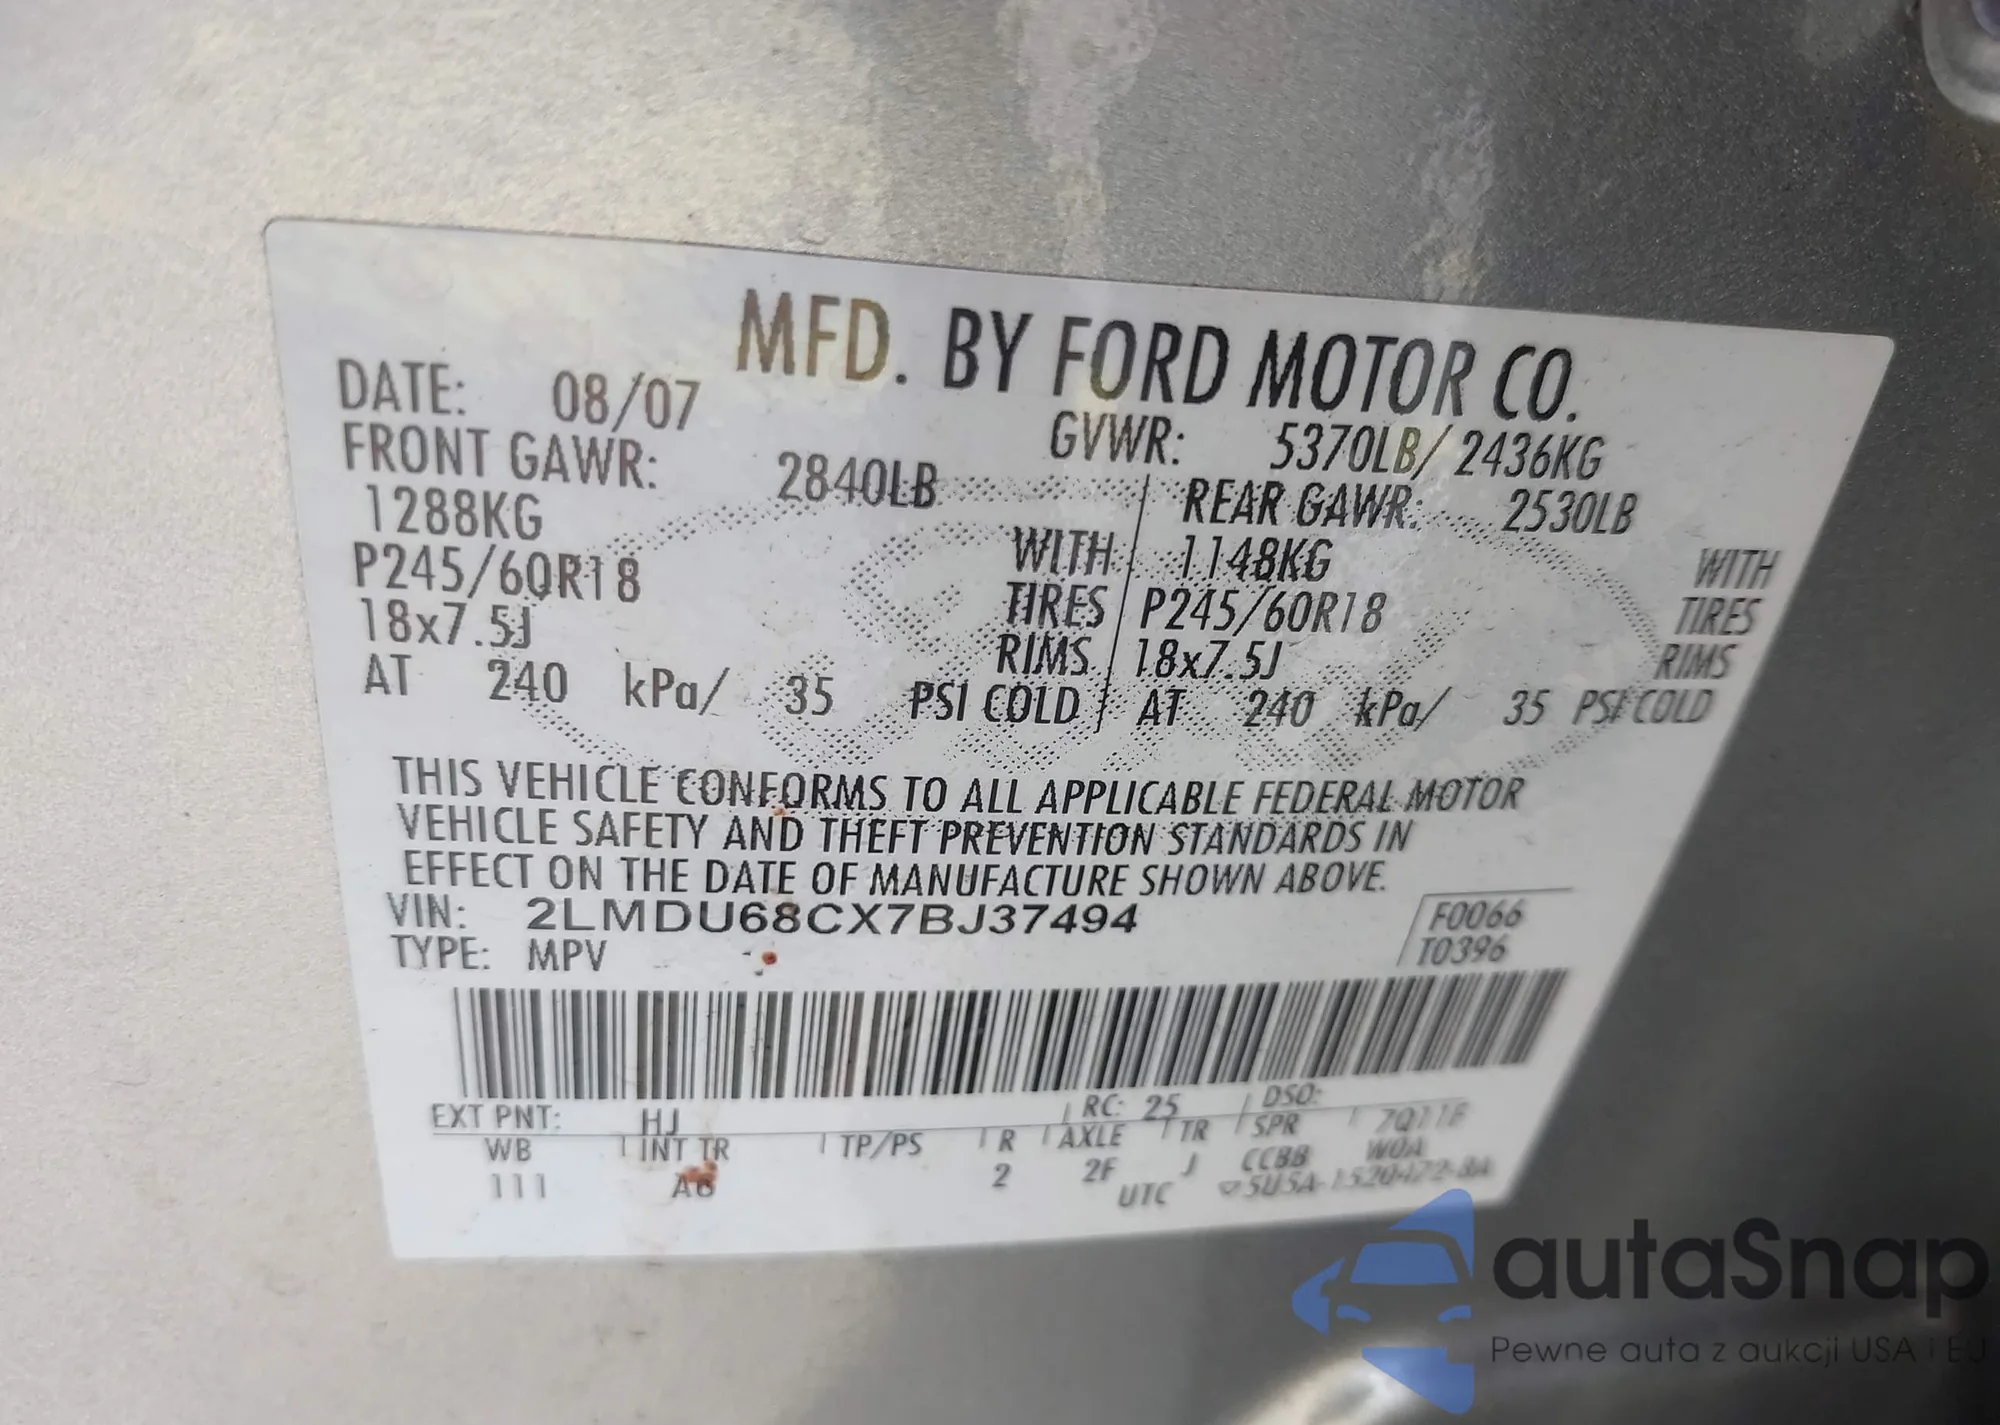 MFD. BY FORD MOTOR CO.
DATE: 08/07 GVWR: 5370LB/ 2436KG
FRONT GAWR: 2840LB REAR GAWR: 2530LB
1288KG WITH 1148KG WITH
P245/60R18 TIRES P245/60R18 TIRES
18x7.5J RIMS 18x7.5J RIMS
AT 240 kPa/ 35 PSI COLD AT 240 kPa/ 35 PSI COLD
THIS VEHICLE CONFORMS TO ALL APPLICABLE FEDERAL MOTOR
VEHICLE SAFETY AND THEFT PREVENTION STANDARDS IN
EFFECT ON THE DATE OF MANUFACTURE SHOWN ABOVE.
VIN: 2LMDU68CX7BJ37494 F0066
TYPE: MPV T0396
EXT PNT: HJ RC: 25 DSO:
WB INT TR TP/PS R AXLE TR SPR
111 A6 2 2F J CCBB WOA
UTC
autaSnap
Pewne auta z aukcji USA i EU